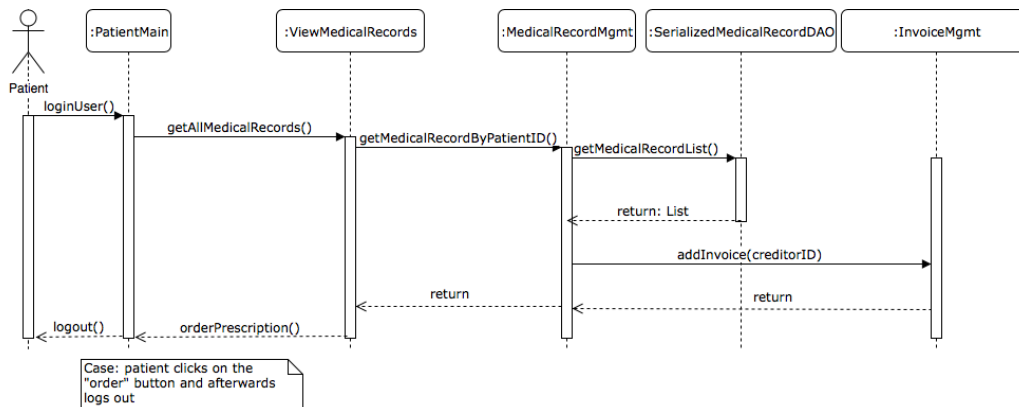 :PatientMain
:ViewMedicalRecords
:MedicalRecordMgmt
:SerializedMedicalRecordDAO
:InvoiceMgmt
Patient
loginUser()
getAllMedicalRecords()
getMedicalRecordByPatientID()
getMedicalRecordList()
return: List
addInvoice(creditorID)
return
return
logout()
orderPrescription()
Case: patient clicks on the
"order" button and afterwards
logs out